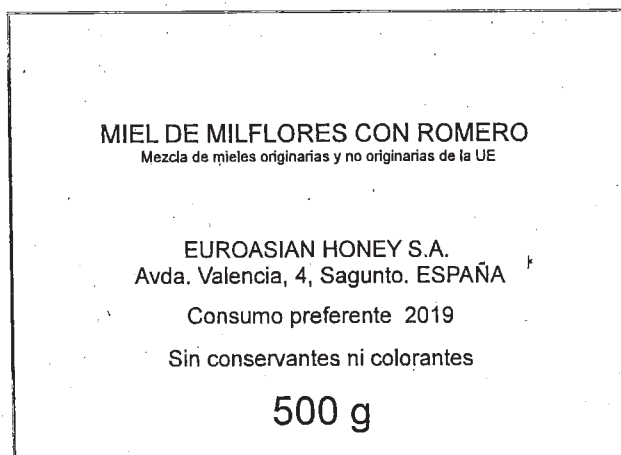 MIEL DE MILFLORES CON ROMERO
Mezcla de mieles originarias y no originarias de la UE
EUROASIAN HONEY S.A.
Avda. Valencia, 4, Sagunto. ESPAÑA
Consumo preferente 2019
Sin conservantes ni colorantes
500 g